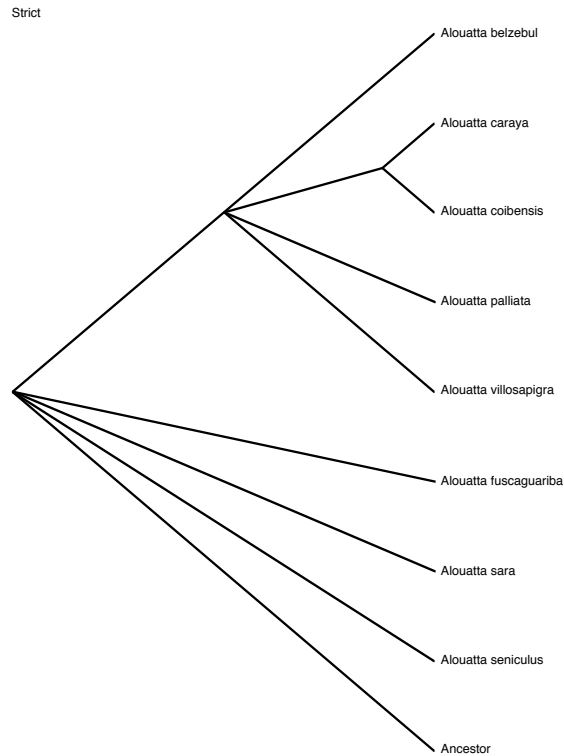 Strict
Alouatta belzebul
Alouatta caraya
Alouatta coibensis
Alouatta palliata
Alouatta villosapigra
Alouatta fuscaguariba
Alouatta sara
Alouatta seniculus
Ancestor